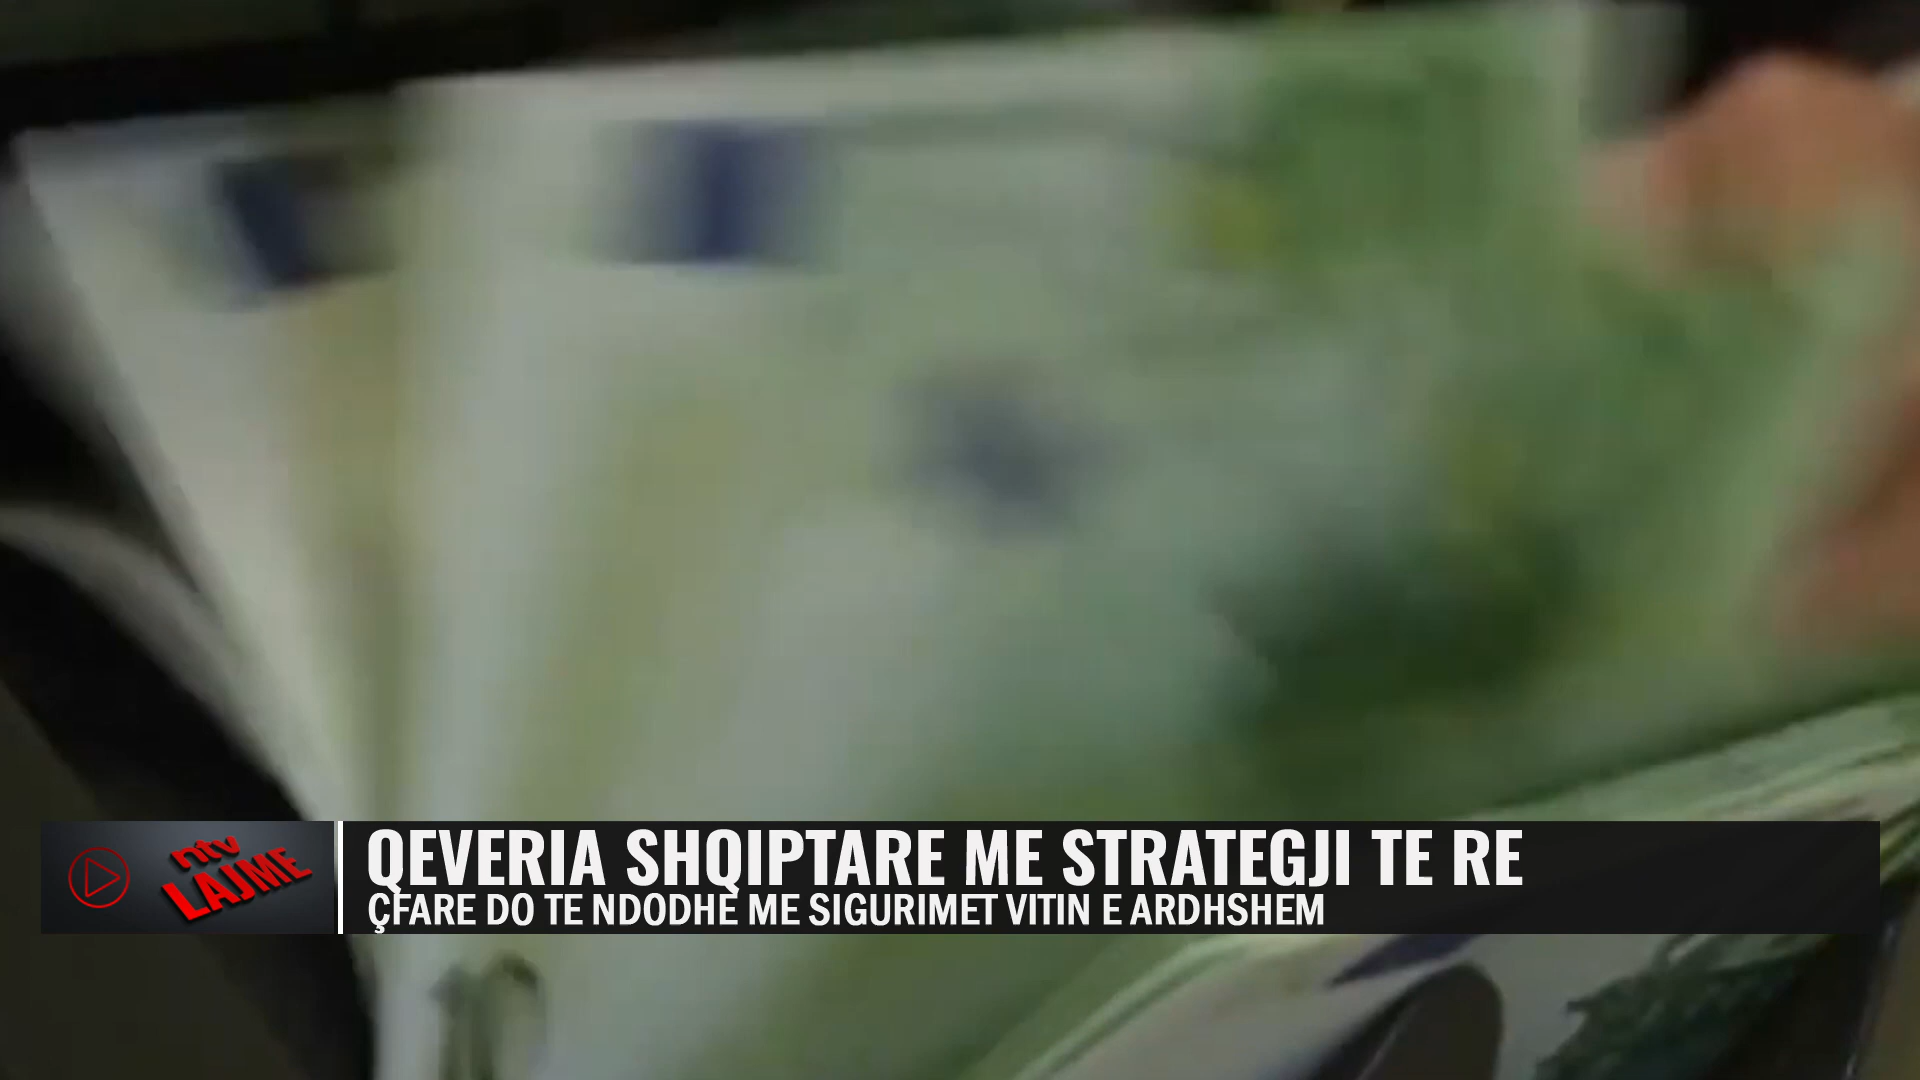 ntv
LAJME
QEVERIA SHQIPTARE ME STRATEGJI TE RE
ÇFARE DO TE NDODHE ME SIGURIMET VITIN E ARDHSHEM